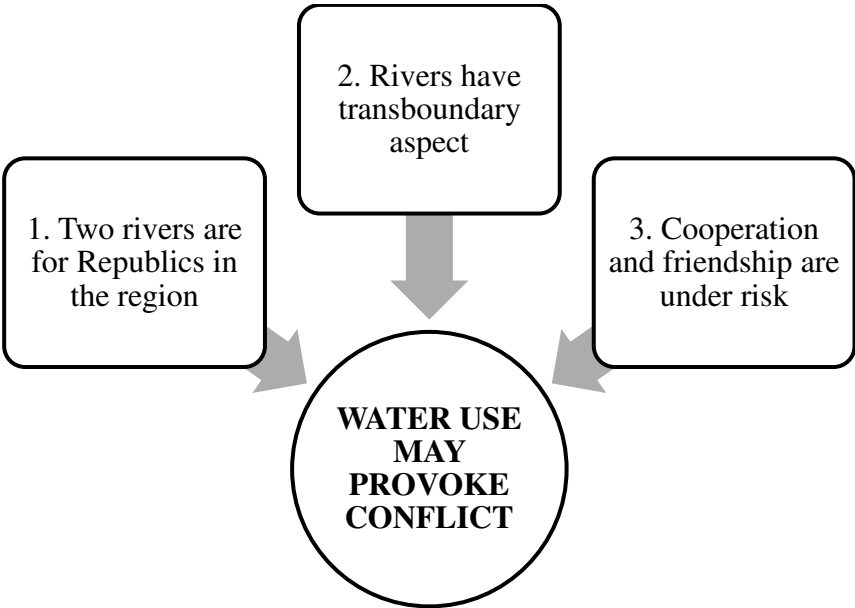 1. Two rivers are
for Republics in
the region
2. Rivers have
transboundary
aspect
3. Cooperation
and friendship are
under risk
WATER USE
MAY
PROVOKE
CONFLICT